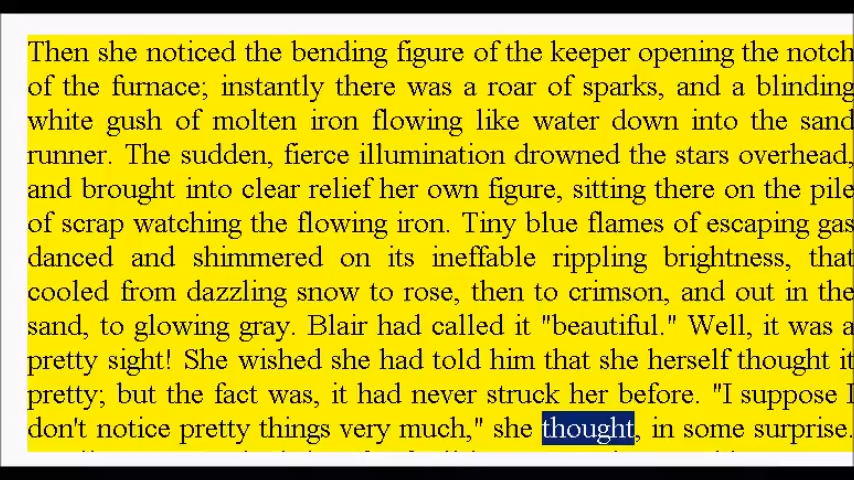 Then she noticed the bending figure of the keeper opening the notch
of the furnace; instantly there was a roar of sparks, and a blinding
white gush of molten iron flowing like water down into the sand
runner. The sudden, fierce illumination drowned the stars overhead,
and brought into clear relief her own figure, sitting there on the pile
of scrap watching the flowing iron. Tiny blue flames of escaping gas
danced and shimmered on its ineffable rippling brightness, that
cooled from dazzling snow to rose, then to crimson, and out in the
sand, to glowing gray. Blair had called it "beautiful." Well, it was a
pretty sight! She wished she had told him that she herself thought it
pretty; but the fact was, it had never struck her before. "I suppose I
don't notice pretty things very much," she thought, in some surprise.